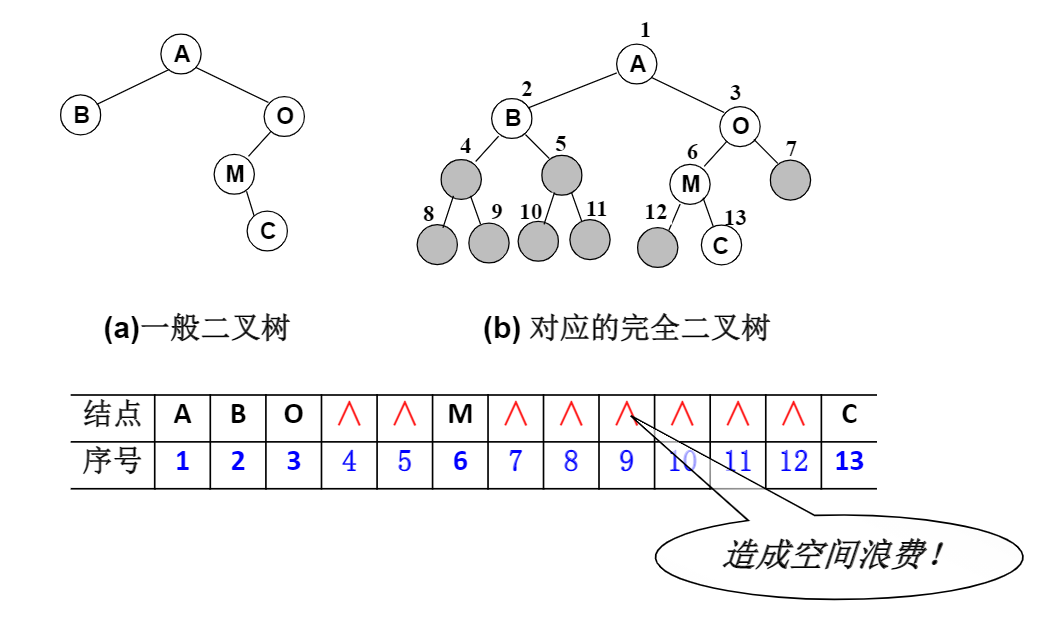 1
A
A
2
3
B
O
B
O
4
5
6
7
M
M
8
9
10
11
12
13
C
C
(a)一般二叉树
(b) 对应的完全二叉树
结点 A B O ∧ ∧ M ∧ ∧ ∧ ∧ ∧ ∧ C
序号 1 2 3 4 5 6 7 8 9 10 11 12 13
造成空间浪费！